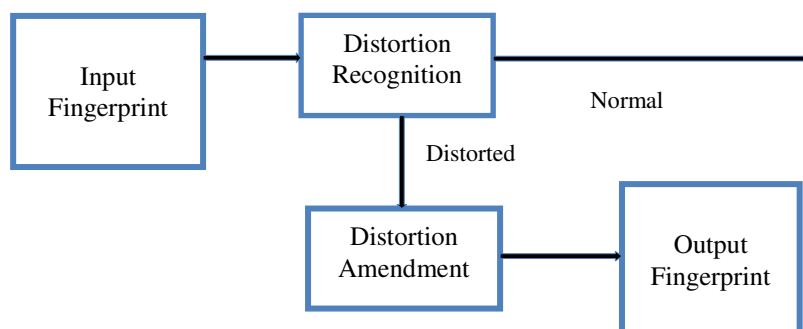 Input
Fingerprint
Distortion
Recognition
Normal
Distorted
Distortion
Amendment
Output
Fingerprint